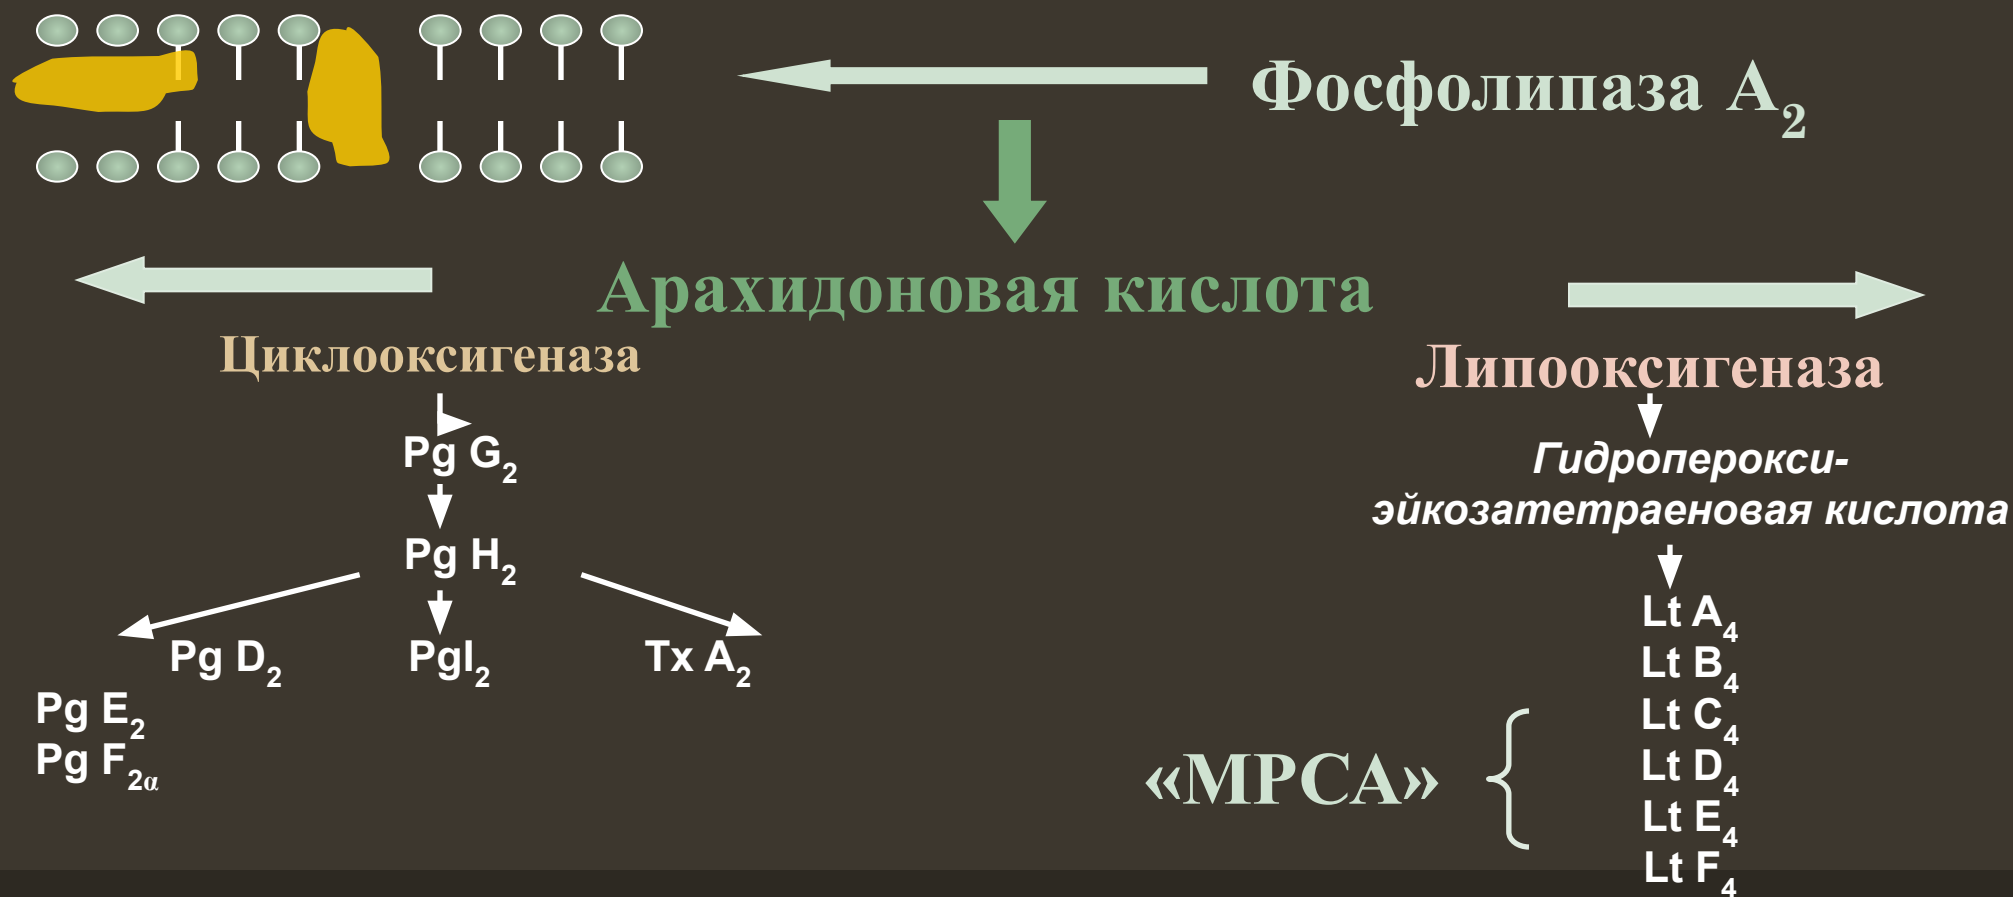 Фосфолипаза А₂
Арахидоновая кислота
Циклооксигеназа
Липооксигеназа
Pg G₂
Гидроперокси-
эйкозатетраеновая кислота
Pg H₂
Pg D₂
PgI₂
Tx A₂
Pg E₂
Pg F₂α
Lt A₄
Lt B₄
Lt C₄
Lt D₄
Lt E₄
Lt F₄
«МРСА»